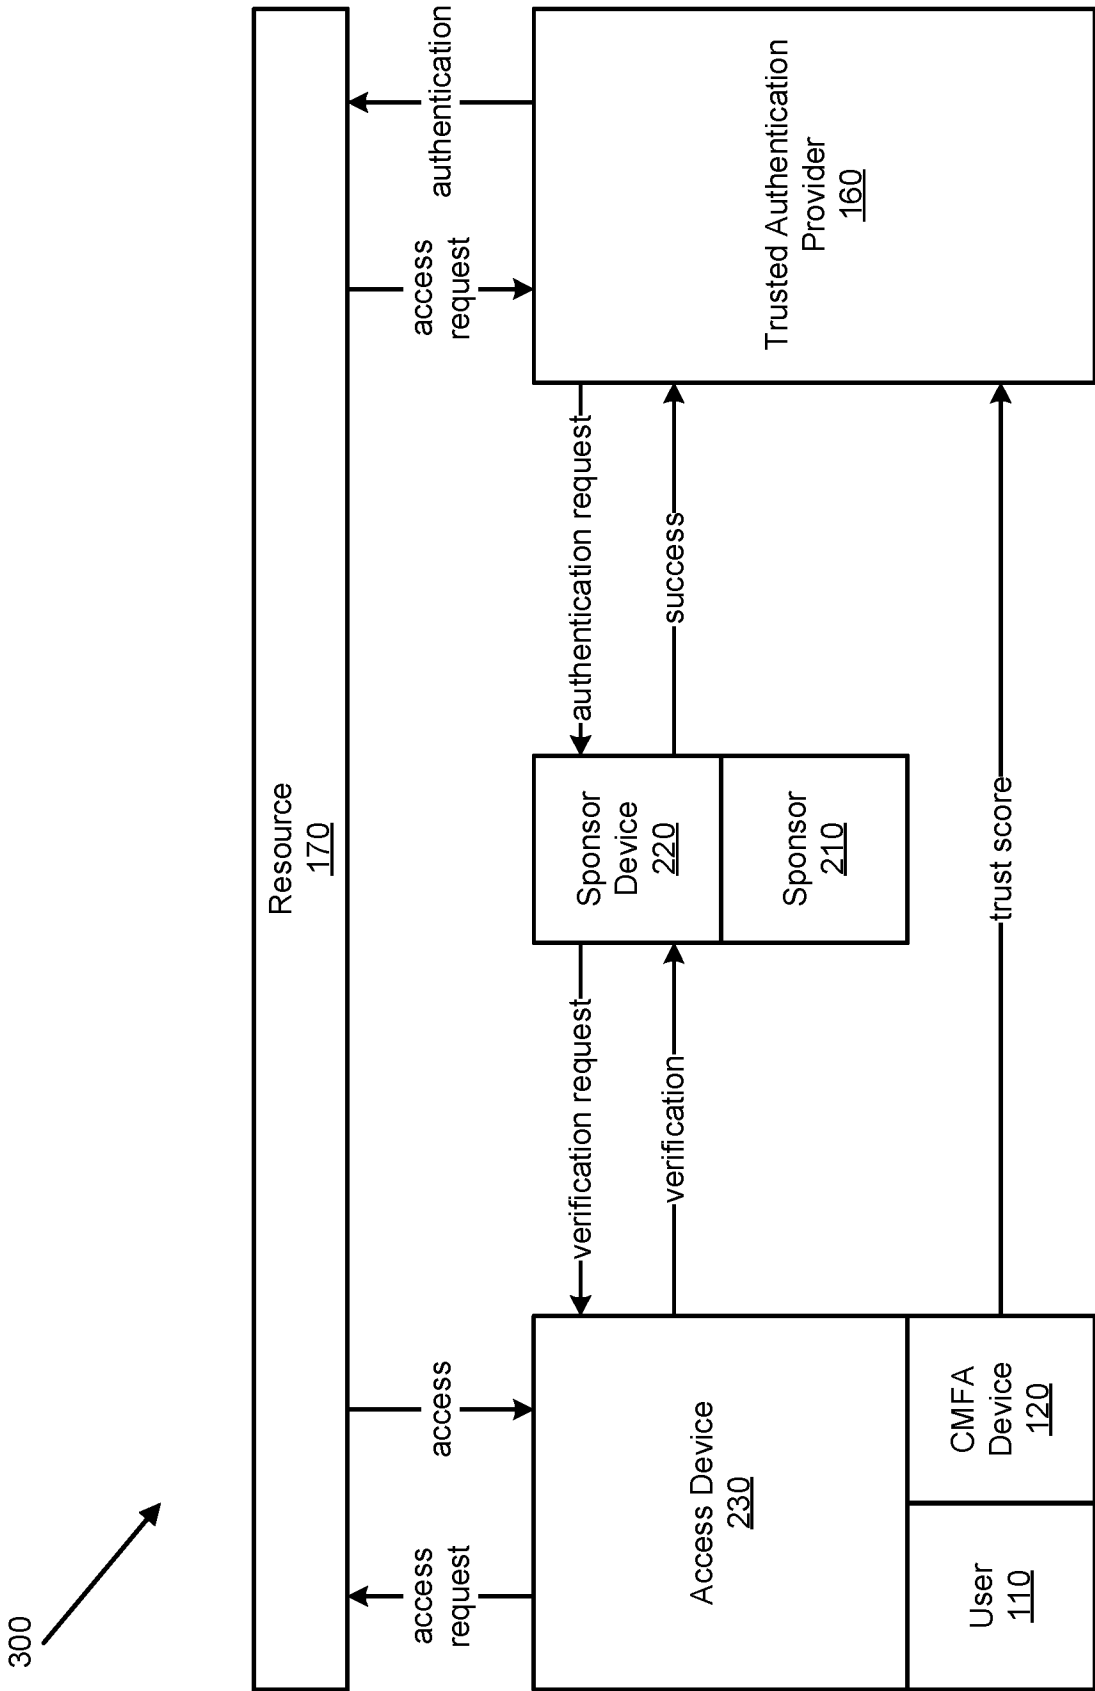 300
Resource
170
access
request
access
access
request
authentication
Access Device
230
User
110
CMFA
Device
120
verification request
verification
Sponsor
Device
220
Sponsor
210
authentication request
success
trust score
Trusted Authentication
Provider
160